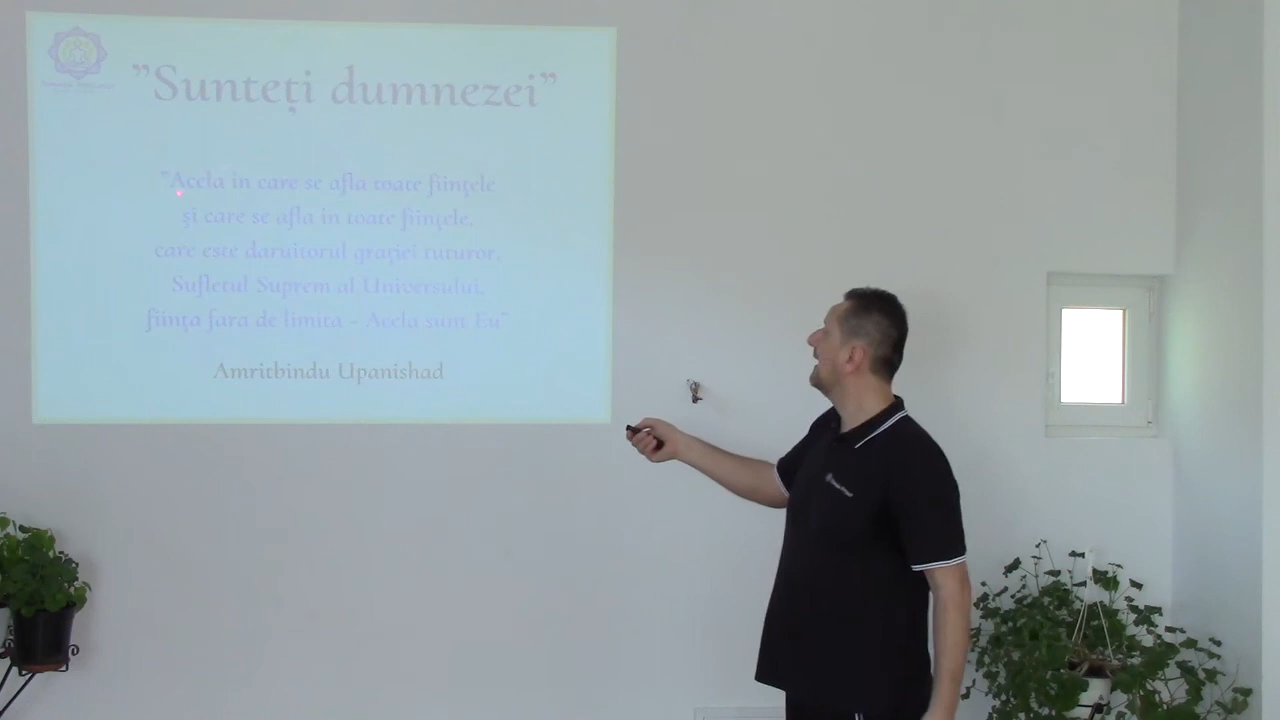 ”Sunteți dumnezei”
”Acela in care se afla toate ființele
și care se afla in toate ființele,
care este daruitorul grației tuturor,
Sufletul Suprem al Universului,
ființa fara de limita - Acela sunt Eu”
Amritbindu Upanishad